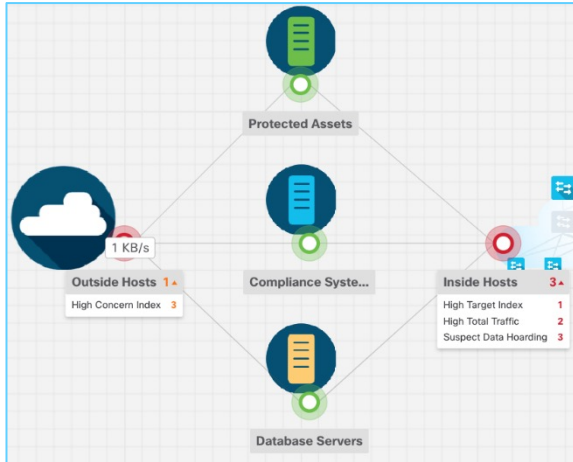 Protected Assets
1 KB/s
Outside Hosts 1
High Concern Index 3
Compliance Syste...
Inside Hosts 3
High Target Index 1
High Total Traffic 2
Suspect Data Hoarding 3
Database Servers